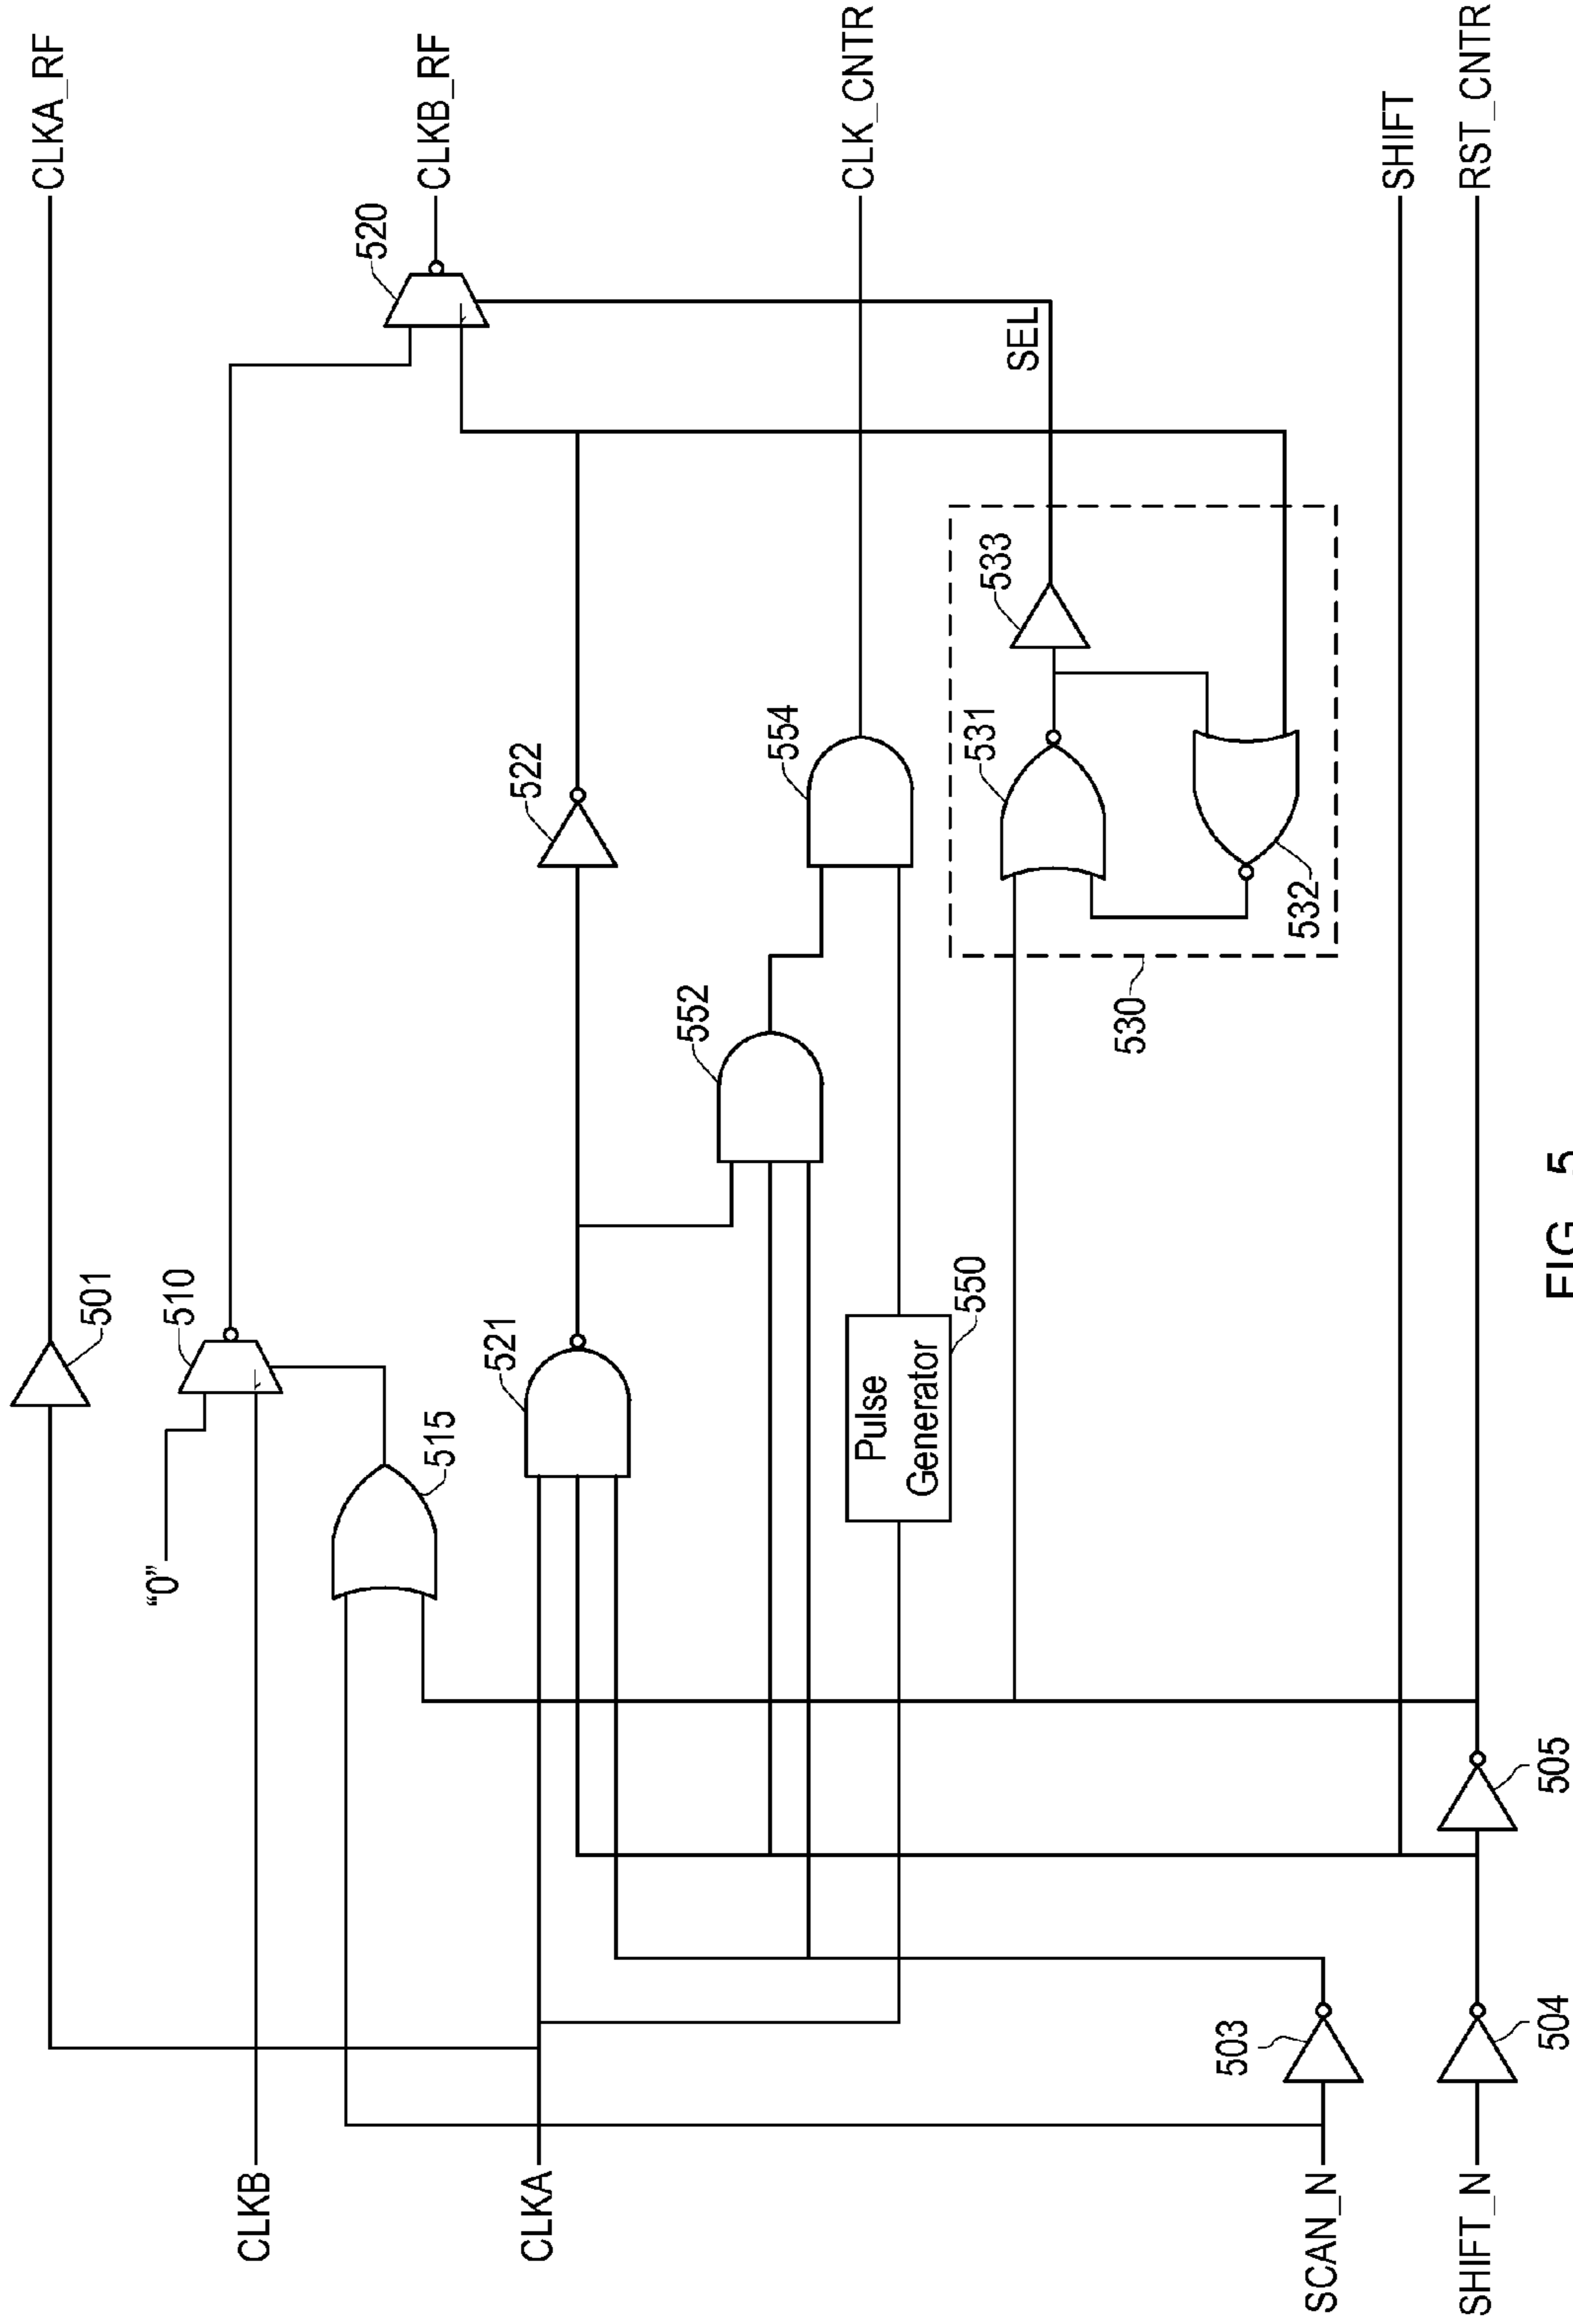 CLKA_RF
501
CLKB_RF
520
510
"0"
CLKB
515
521
522
CLKA
552
554
CLK_CNTR
Pulse
Generator
550
SEL
533
531
532
530
503
SCAN_N
SHIFT
RST_CNTR
505
504
SHIFT_N
FIG. 5